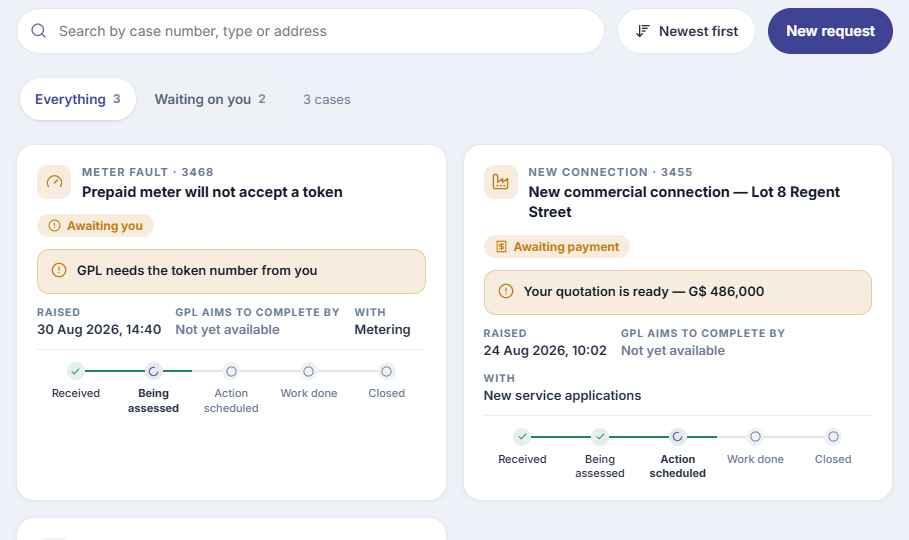 Search by case number, type or address
Newest first
New request
Everything 3
Waiting on you 2
3 cases
METER FAULT · 3468
Prepaid meter will not accept a token
Awaiting you
GPL needs the token number from you
RAISED
30 Aug 2026, 14:40
GPL AIMS TO COMPLETE BY
Not yet available
WITH
Metering
Received
Being
assessed
Action
scheduled
Work done
Closed
NEW CONNECTION · 3455
New commercial connection — Lot 8 Regent
Street
Awaiting payment
Your quotation is ready — G$ 486,000
RAISED
24 Aug 2026, 10:02
GPL AIMS TO COMPLETE BY
Not yet available
WITH
New service applications
Received
Being
assessed
Action
scheduled
Work done
Closed